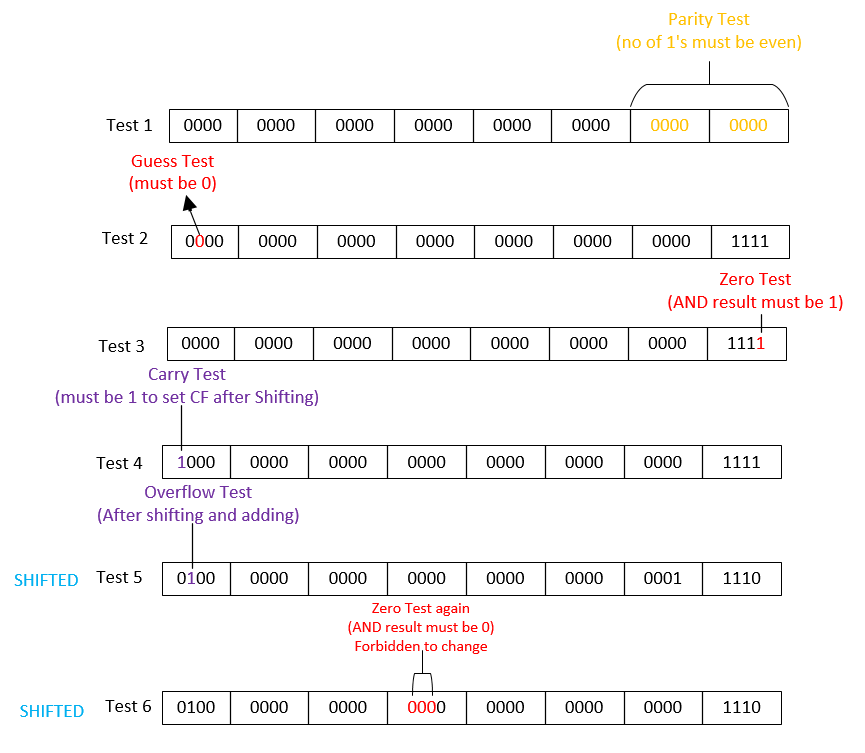 Parity Test
(no of 1's must be even)
Test 1 0000 0000 0000 0000 0000 0000 0000 0000
Guess Test
(must be 0)
Test 2 0000 0000 0000 0000 0000 0000 0000 1111
Zero Test
(AND result must be 1)
Test 3 0000 0000 0000 0000 0000 0000 0000 1111
Carry Test
(must be 1 to set CF after Shifting)
Test 4 1000 0000 0000 0000 0000 0000 0000 1111
Overflow Test
(After shifting and adding)
SHIFTED Test 5 0100 0000 0000 0000 0000 0000 0001 1110
Zero Test again
(AND result must be 0)
Forbidden to change
SHIFTED Test 6 0100 0000 0000 0000 0000 0000 0000 1110